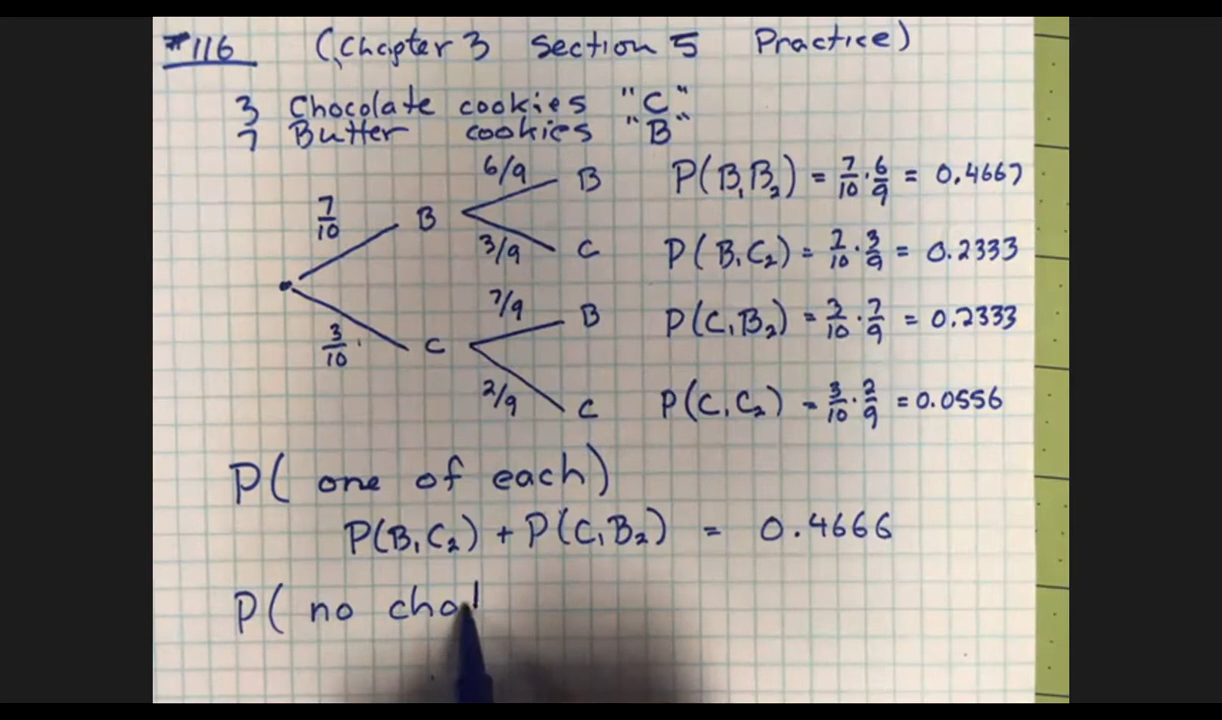 #116 (Chapter 3 Section 5 Practice)
3 Chocolate cookies "C"
7 Butter cookies "B"
6/9 B P(B₁B₂) = 7/10 · 6/9 = 0.4667
7/10 B
3/9 C P(B₁C₂) = 7/10 · 3/9 = 0.2333
7/9 B P(C₁B₂) = 3/10 · 7/9 = 0.2333
3/10 C
2/9 C P(C₁C₂) = 3/10 · 2/9 = 0.0556
P( one of each)
P(B₁C₂) + P(C₁B₂) = 0.4666
P( no chol